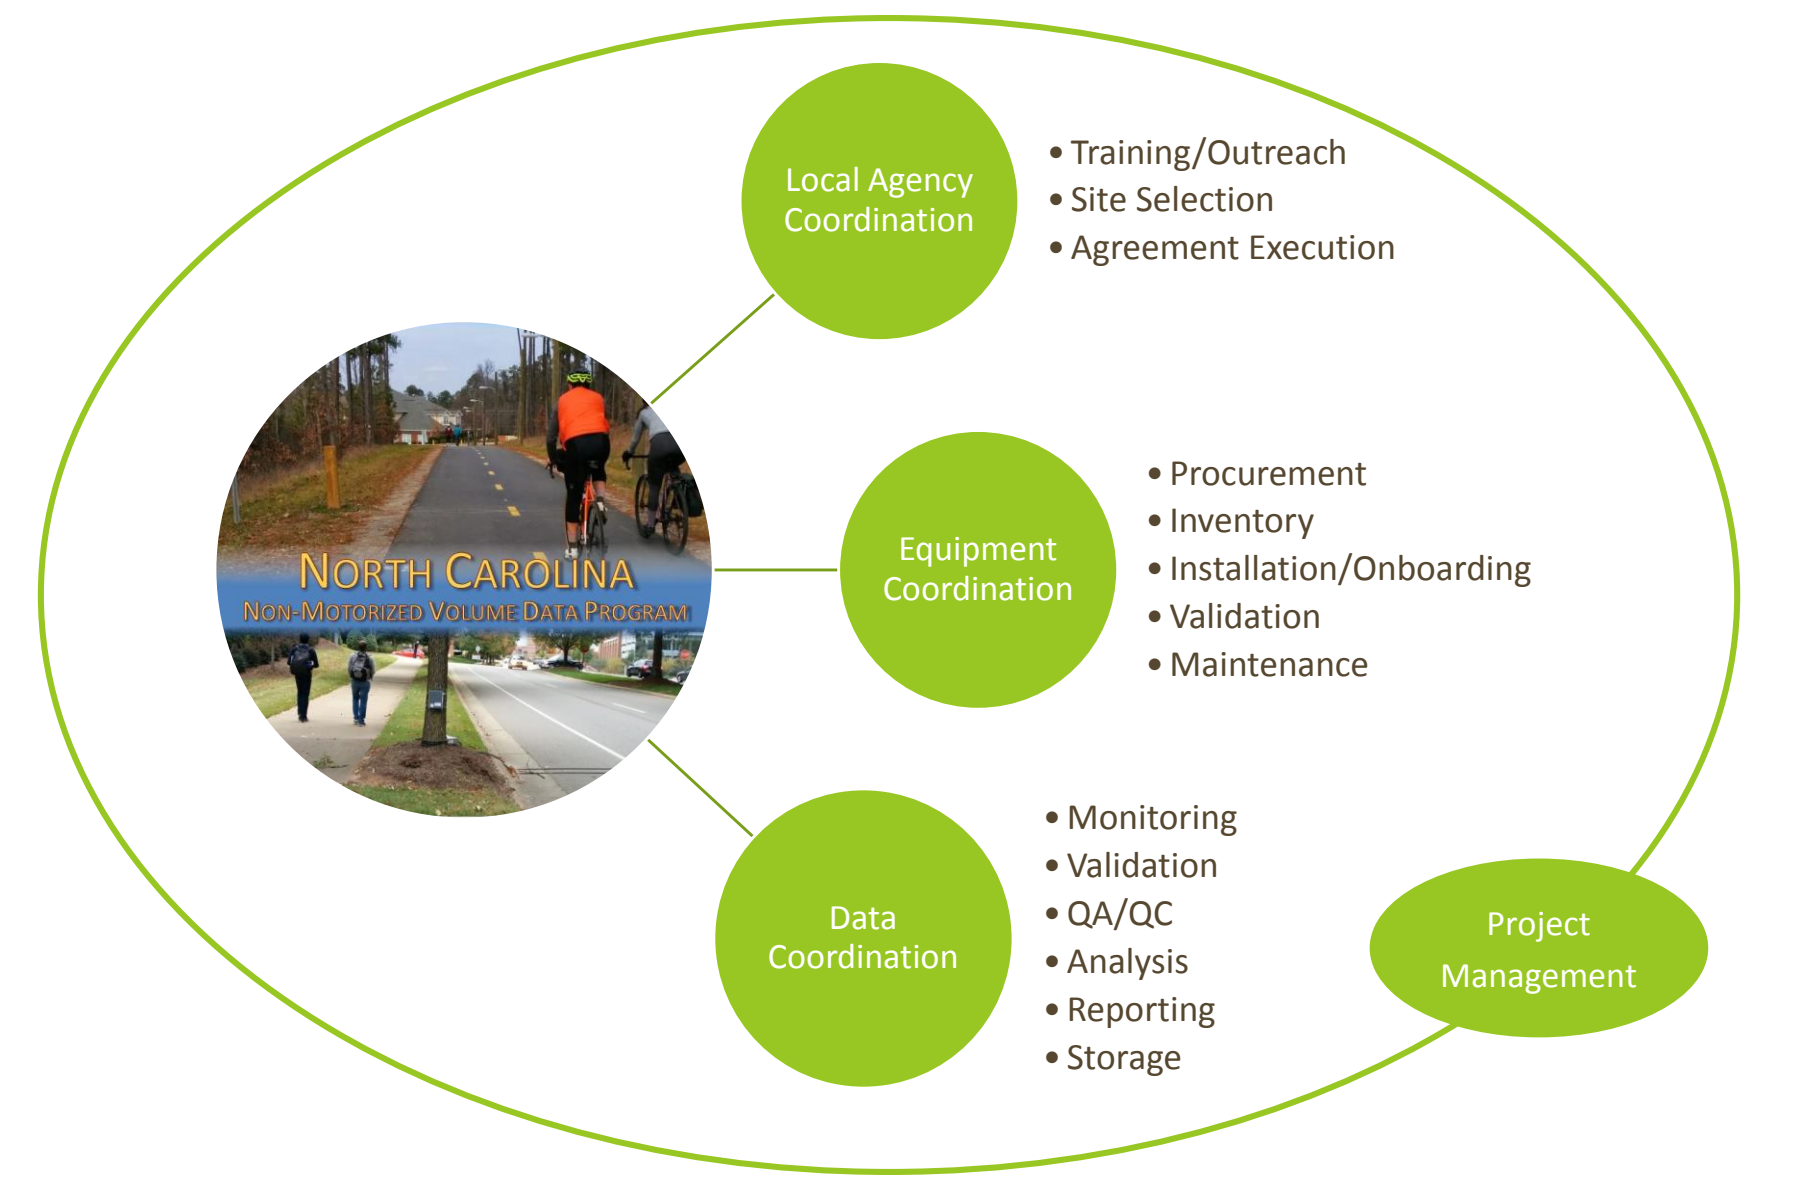 Local Agency
Coordination
• Training/Outreach
• Site Selection
• Agreement Execution
NORTH CAROLINA
NON-MOTORIZED VOLUME DATA PROGRAM
Equipment
Coordination
• Procurement
• Inventory
• Installation/Onboarding
• Validation
• Maintenance
Data
Coordination
• Monitoring
• Validation
• QA/QC
• Analysis
• Reporting
• Storage
Project
Management